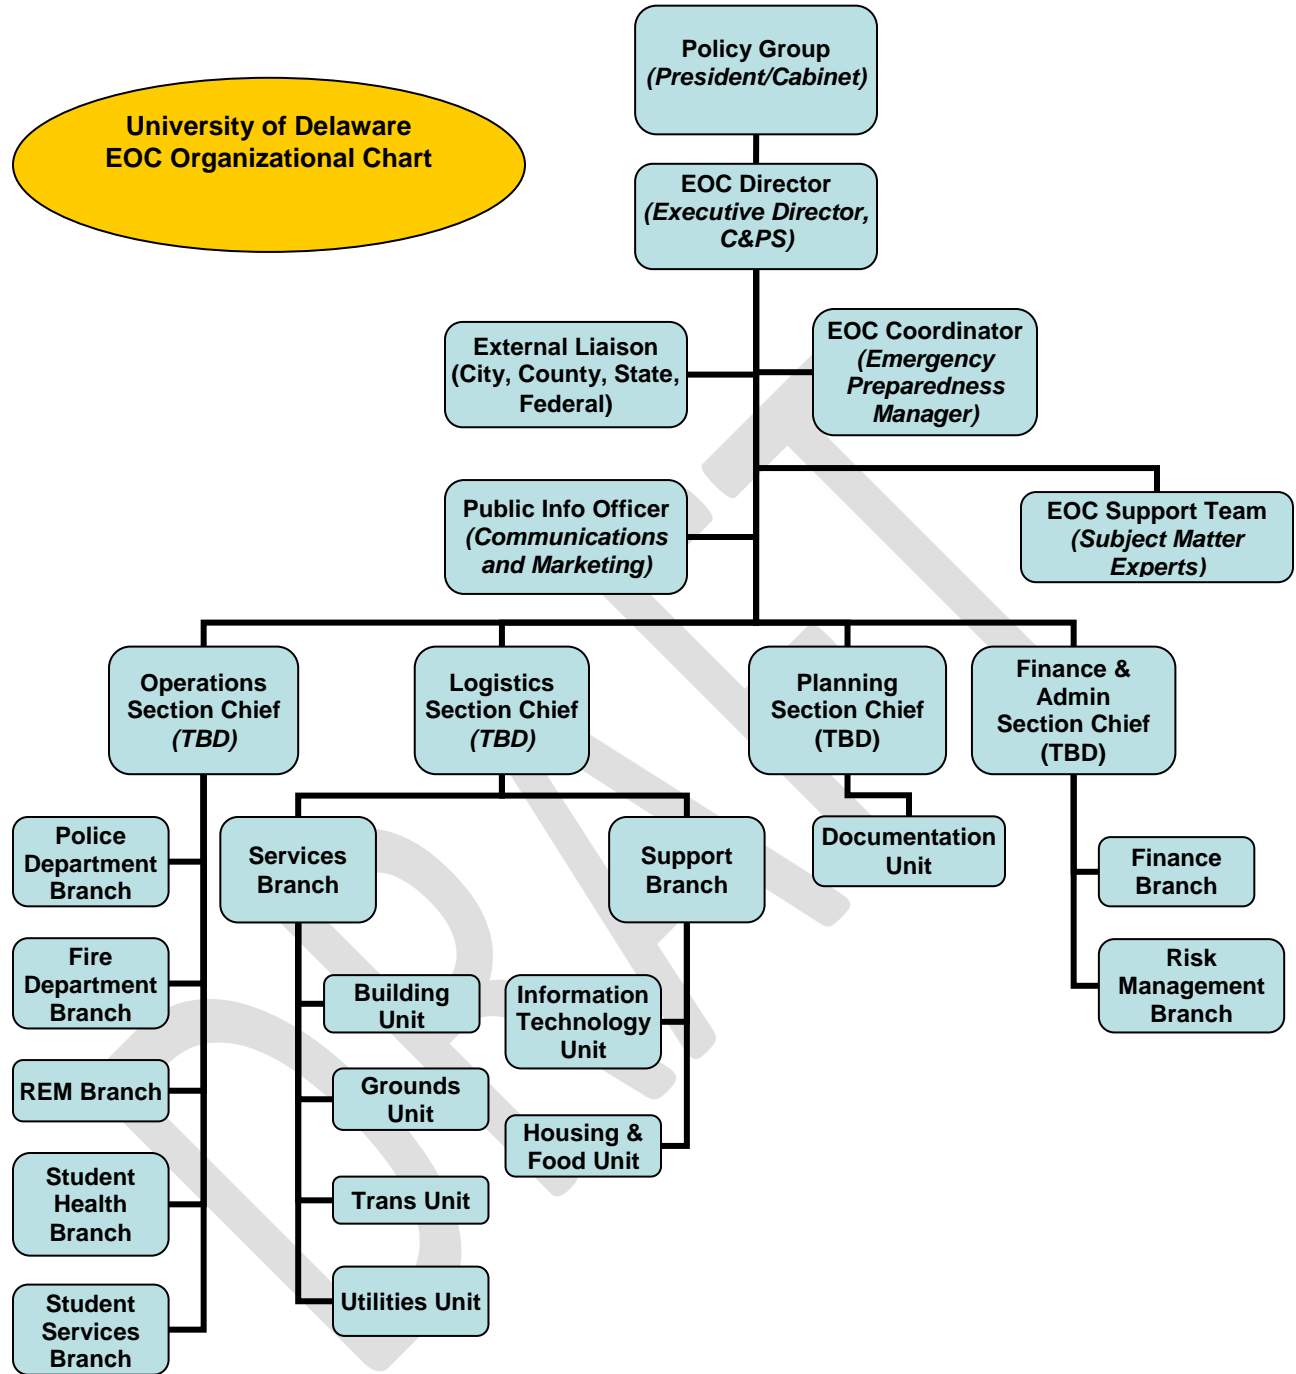 Policy Group
(President/Cabinet)
University of Delaware
EOC Organizational Chart
EOC Director
(Executive Director,
C&PS)
External Liaison
(City, County, State,
Federal)
EOC Coordinator
(Emergency
Preparedness
Manager)
Public Info Officer
(Communications
and Marketing)
EOC Support Team
(Subject Matter
Experts)
Operations
Section Chief
(TBD)
Logistics
Section Chief
(TBD)
Planning
Section Chief
(TBD)
Finance &
Admin
Section Chief
(TBD)
Police
Department
Branch
Fire
Department
Branch
REM Branch
Student
Health
Branch
Student
Services
Branch
Services
Branch
Building
Unit
Grounds
Unit
Trans Unit
Utilities Unit
Support
Branch
Information
Technology
Unit
Housing &
Food Unit
Documentation
Unit
Finance
Branch
Risk
Management
Branch
DRAFT